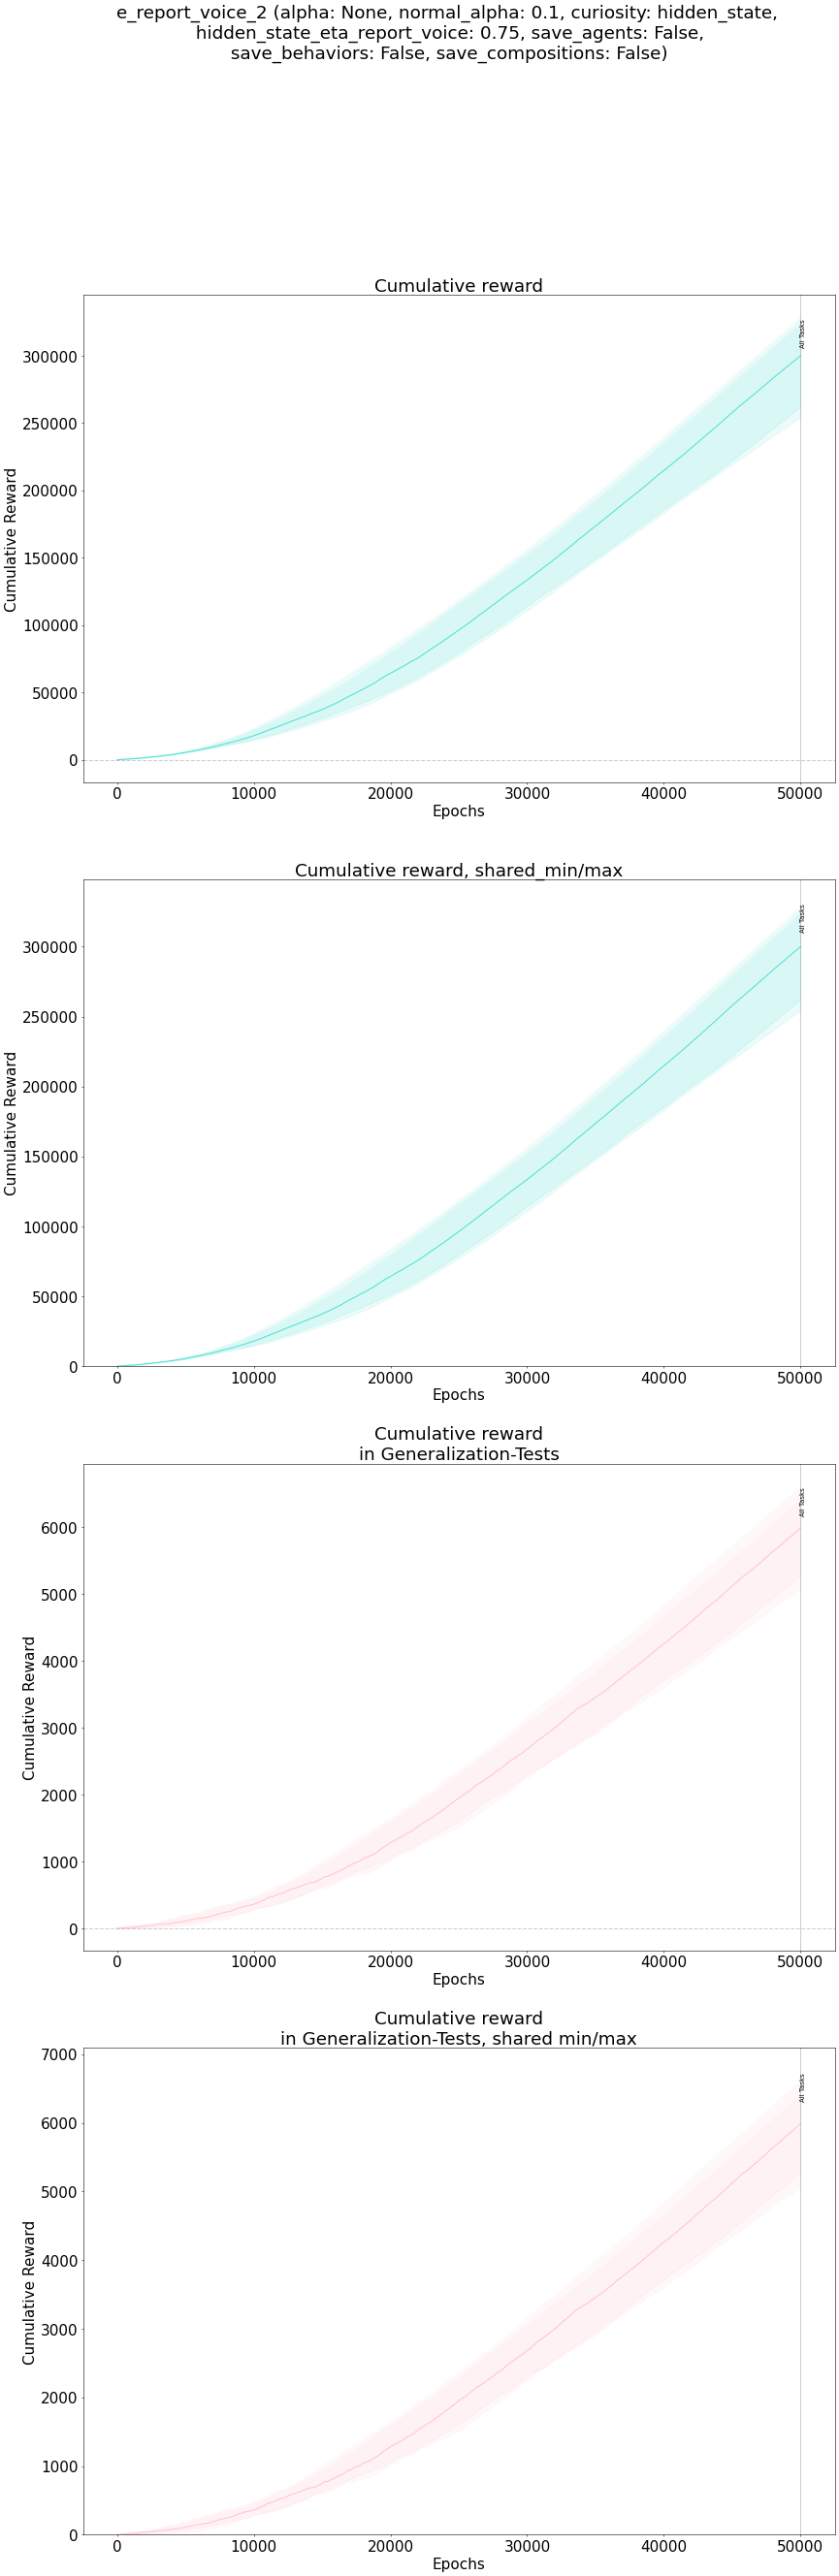 e_report_voice_2 (alpha: None, normal_alpha: 0.1, curiosity: hidden_state,
hidden_state_eta_report_voice: 0.75, save_agents: False,
save_behaviors: False, save_compositions: False)
Cumulative reward
All Tasks
Cumulative Reward
300000
250000
200000
150000
100000
50000
0
0 10000 20000 30000 40000 50000
Epochs
Cumulative reward, shared_min/max
All Tasks
Cumulative Reward
300000
250000
200000
150000
100000
50000
0
0 10000 20000 30000 40000 50000
Epochs
Cumulative reward
in Generalization-Tests
All Tasks
Cumulative Reward
6000
5000
4000
3000
2000
1000
0
0 10000 20000 30000 40000 50000
Epochs
Cumulative reward
in Generalization-Tests, shared min/max
All Tasks
Cumulative Reward
7000
6000
5000
4000
3000
2000
1000
0
0 10000 20000 30000 40000 50000
Epochs